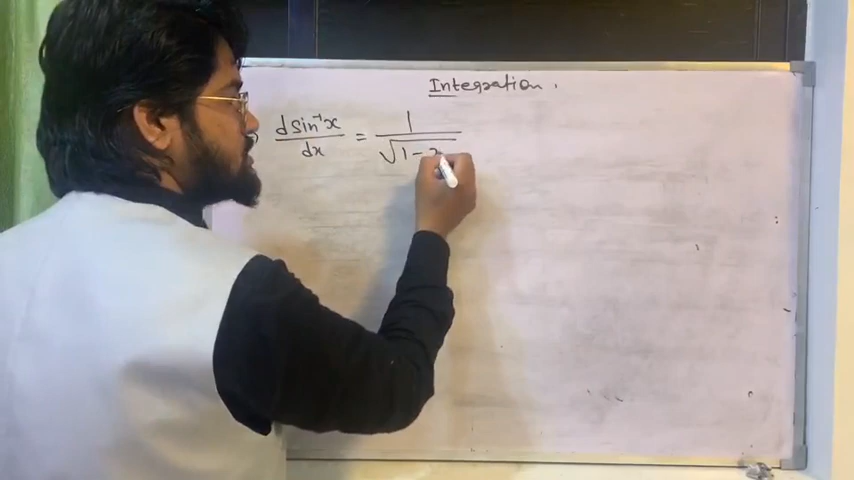 Integration.
d sin⁻¹x / dx = 1 / √1 −